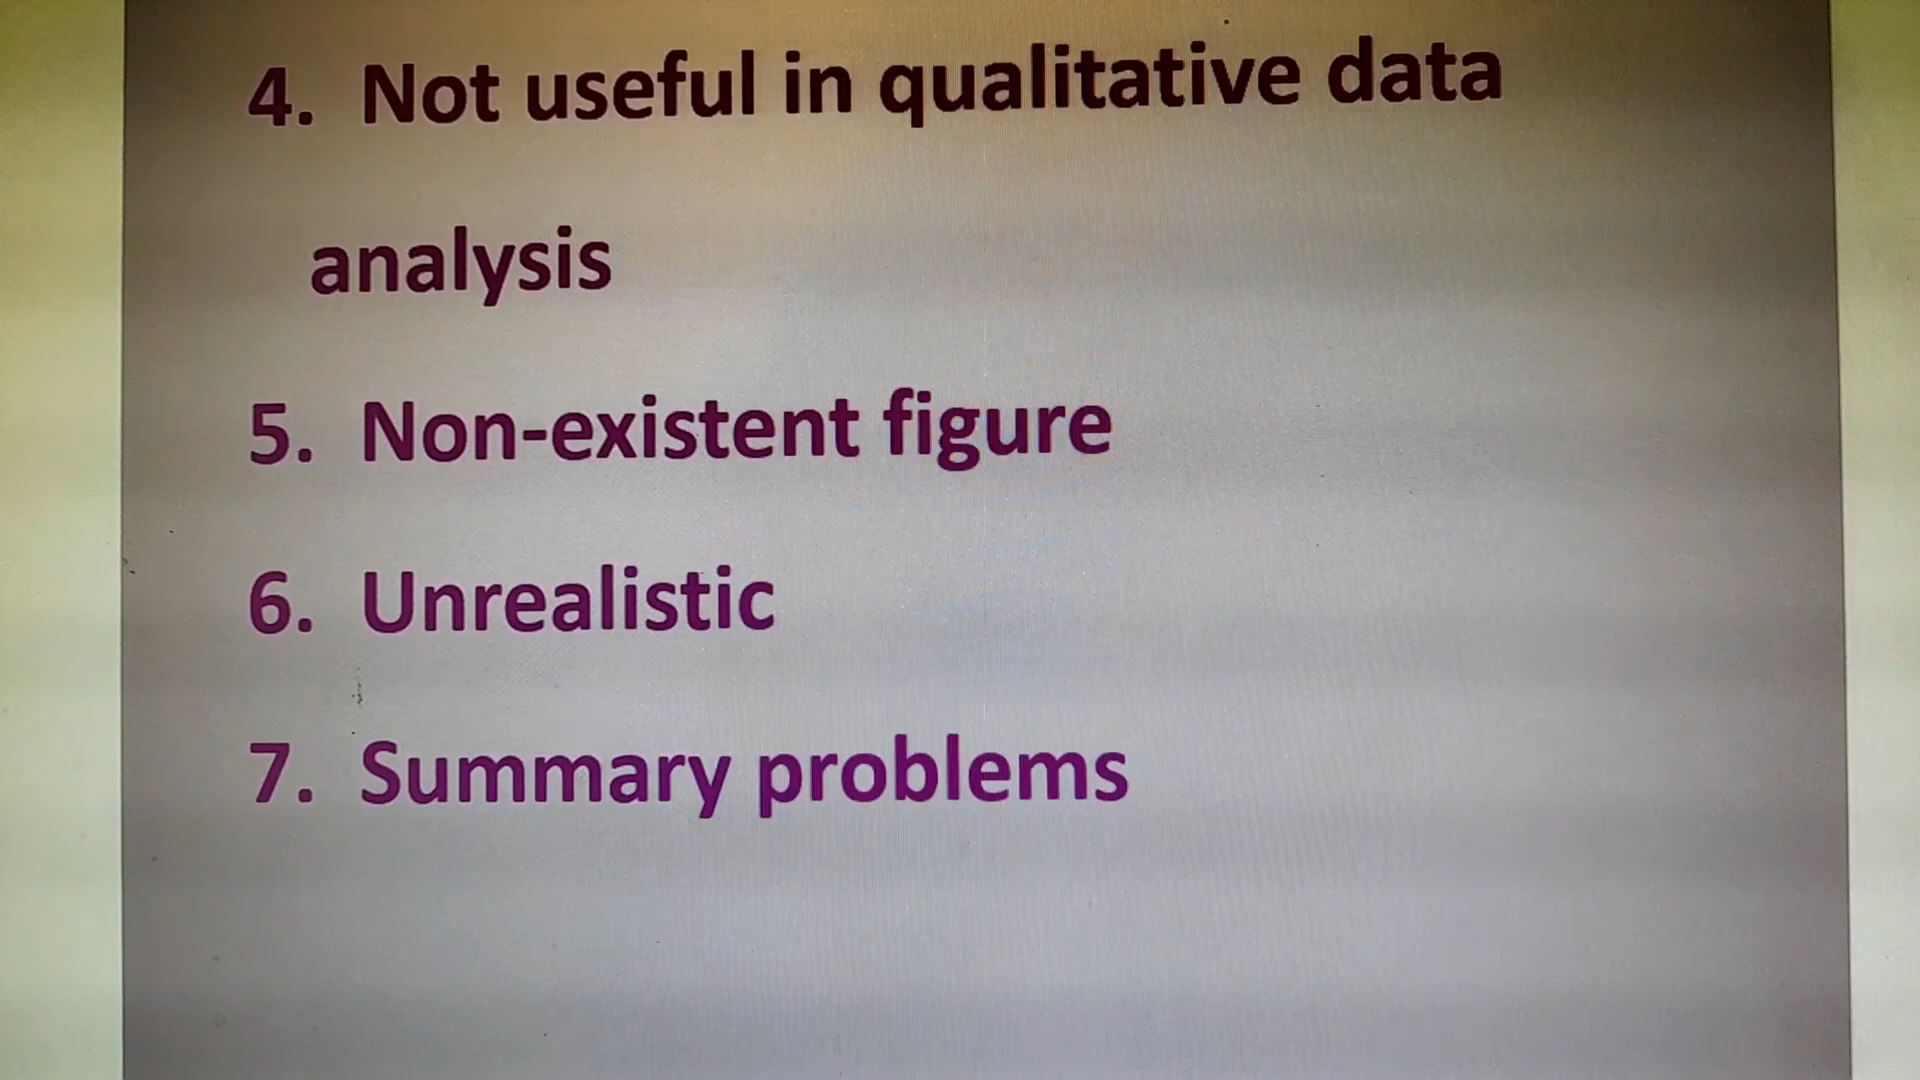 4. Not useful in qualitative data
analysis
5. Non-existent figure
6. Unrealistic
7. Summary problems